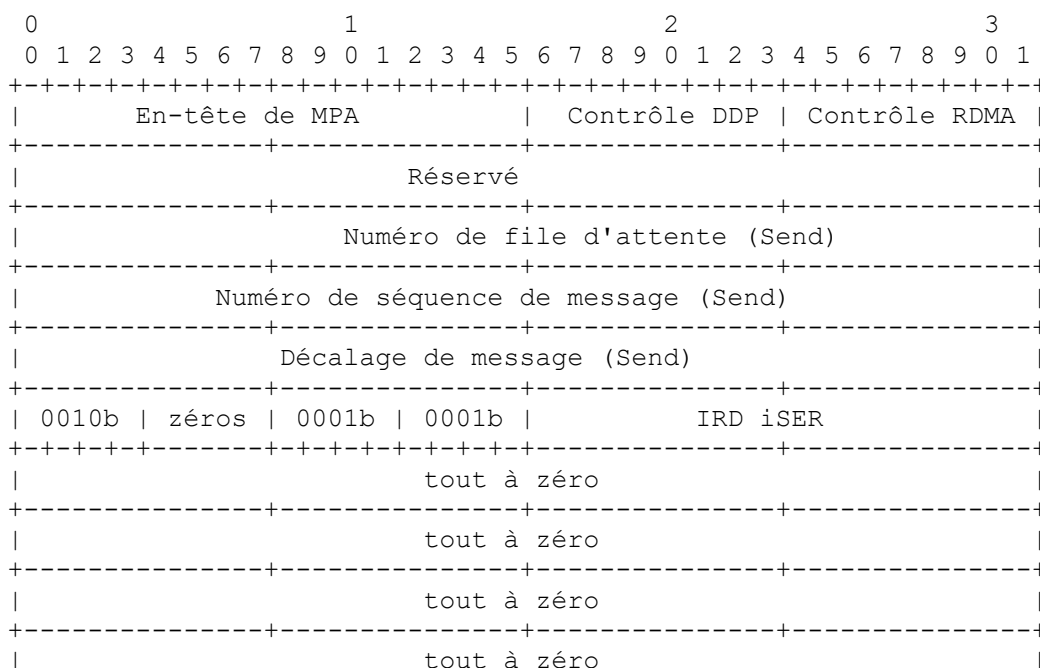 0                   1                   2                   3
0 1 2 3 4 5 6 7 8 9 0 1 2 3 4 5 6 7 8 9 0 1 2 3 4 5 6 7 8 9 0 1
+-+-+-+-+-+-+-+-+-+-+-+-+-+-+-+-+-+-+-+-+-+-+-+-+-+-+-+-+-+-+-+-+
|       En-tête de MPA          |  Contrôle DDP | Contrôle RDMA |
+---------------+---------------+---------------+---------------+
|                        Réservé                                |
+---------------+---------------+---------------+---------------+
|                    Numéro de file d'attente (Send)            |
+---------------+---------------+---------------+---------------+
|            Numéro de séquence de message (Send)               |
+---------------+---------------+---------------+---------------+
|                Décalage de message (Send)                     |
+---------------+---------------+---------------+---------------+
| 0010b | zéros | 0001b | 0001b |          IRD iSER             |
+-+-+-+-+-------+-+-+-+-+-+-+-+-+---------------+---------------+
|                         tout à zéro                           |
+---------------+---------------+---------------+---------------+
|                         tout à zéro                           |
+---------------+---------------+---------------+---------------+
|                         tout à zéro                           |
+---------------+---------------+---------------+---------------+
|                         tout à zéro                           |